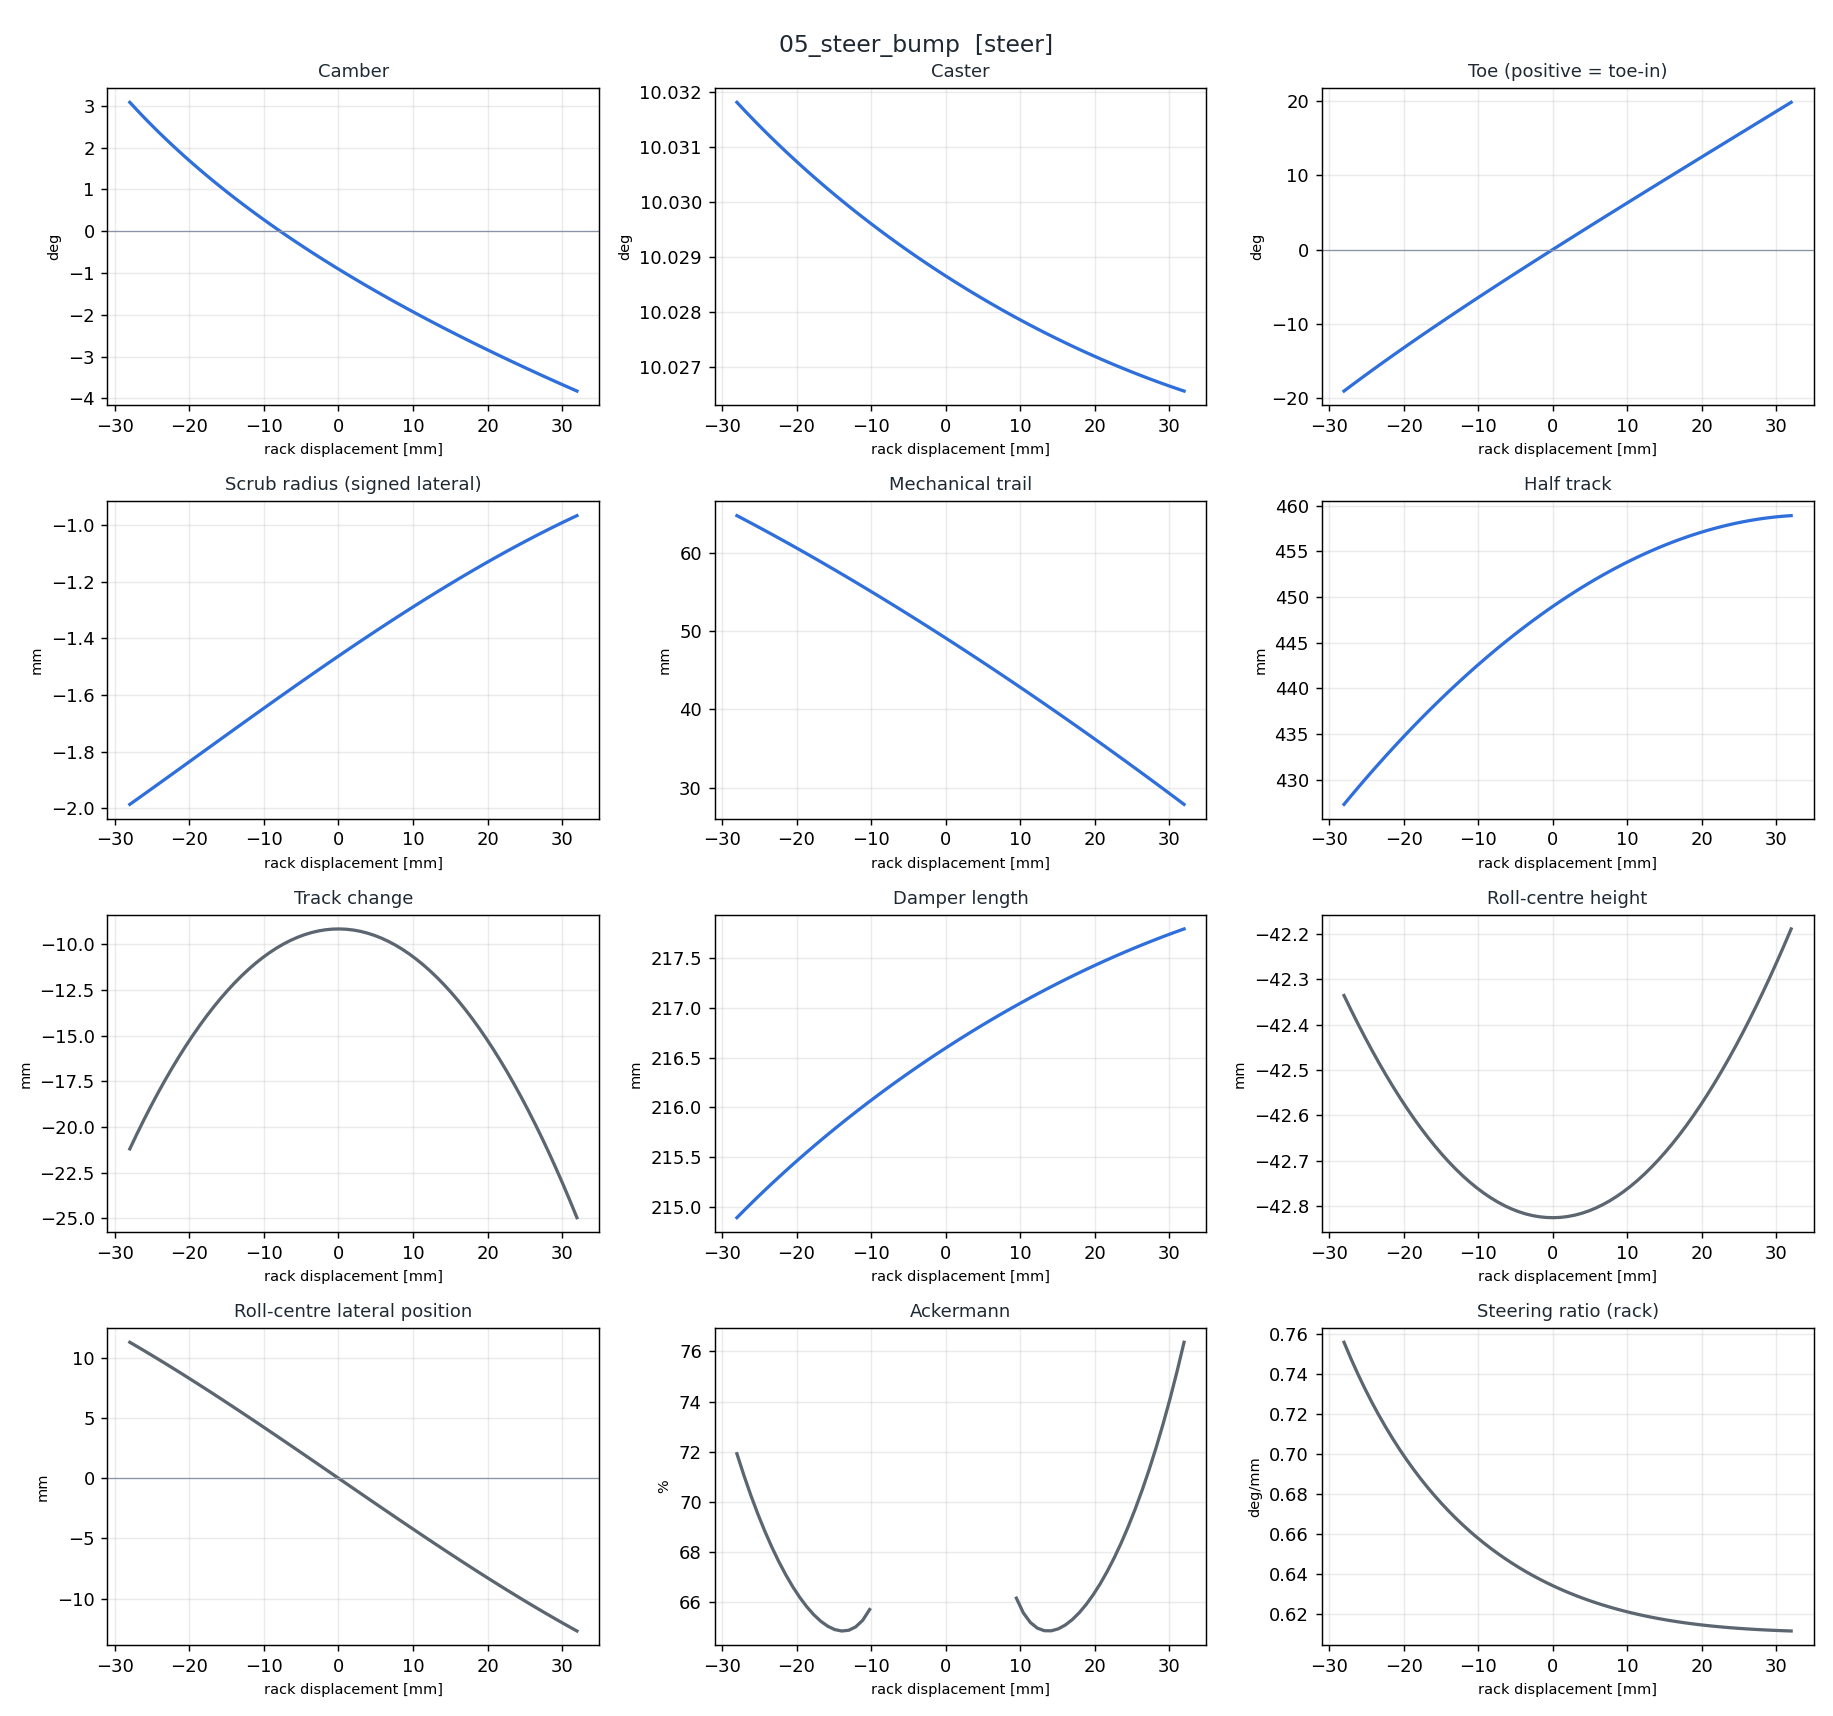 05_steer_bump  [steer]
Camber
Caster
Toe (positive = toe-in)
3
2
1
0
−1
−2
−3
−4
deg
−30 −20 −10 0 10 20 30
rack displacement [mm]
10.032
10.031
10.030
10.029
10.028
10.027
deg
−30 −20 −10 0 10 20 30
rack displacement [mm]
20
10
0
−10
−20
deg
−30 −20 −10 0 10 20 30
rack displacement [mm]
Scrub radius (signed lateral)
Mechanical trail
Half track
−1.0
−1.2
−1.4
−1.6
−1.8
−2.0
mm
−30 −20 −10 0 10 20 30
rack displacement [mm]
60
50
40
30
mm
−30 −20 −10 0 10 20 30
rack displacement [mm]
460
455
450
445
440
435
430
mm
−30 −20 −10 0 10 20 30
rack displacement [mm]
Track change
Damper length
Roll-centre height
−10.0
−12.5
−15.0
−17.5
−20.0
−22.5
−25.0
mm
−30 −20 −10 0 10 20 30
rack displacement [mm]
217.5
217.0
216.5
216.0
215.5
215.0
mm
−30 −20 −10 0 10 20 30
rack displacement [mm]
−42.2
−42.3
−42.4
−42.5
−42.6
−42.7
−42.8
mm
−30 −20 −10 0 10 20 30
rack displacement [mm]
Roll-centre lateral position
Ackermann
Steering ratio (rack)
10
5
0
−5
−10
mm
−30 −20 −10 0 10 20 30
rack displacement [mm]
76
74
72
70
68
66
%
−30 −20 −10 0 10 20 30
rack displacement [mm]
0.76
0.74
0.72
0.70
0.68
0.66
0.64
0.62
deg/mm
−30 −20 −10 0 10 20 30
rack displacement [mm]